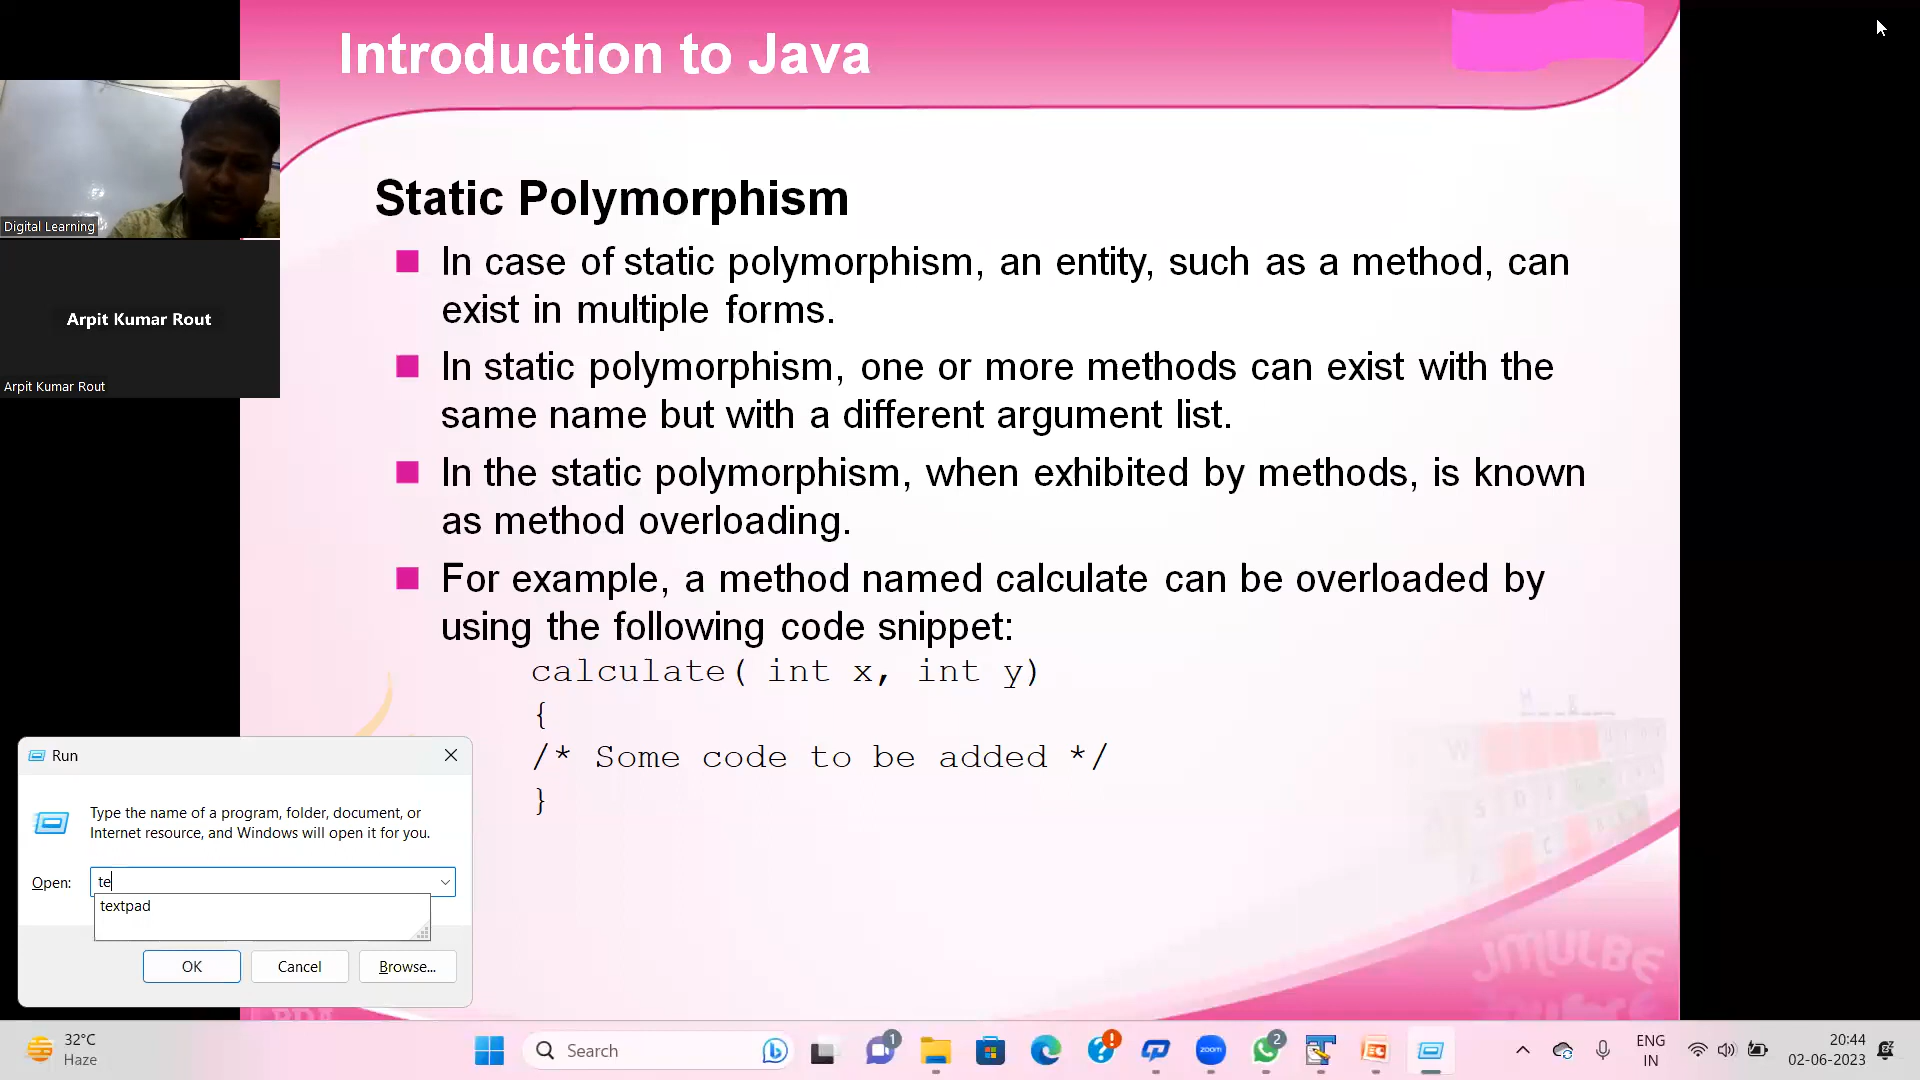 Introduction to Java
Digital Learning
Arpit Kumar Rout
Arpit Kumar Rout
Static Polymorphism
In case of static polymorphism, an entity, such as a method, can
exist in multiple forms.
In static polymorphism, one or more methods can exist with the
same name but with a different argument list.
In the static polymorphism, when exhibited by methods, is known
as method overloading.
For example, a method named calculate can be overloaded by
using the following code snippet:
calculate( int x, int y)
{
/* Some code to be added */
}
Run
Type the name of a program, folder, document, or
Internet resource, and Windows will open it for you.
Open:
te
textpad
OK Cancel Browse...
32°C
Haze
Search
1
zoom
2
ENG
IN
20:44
02-06-2023